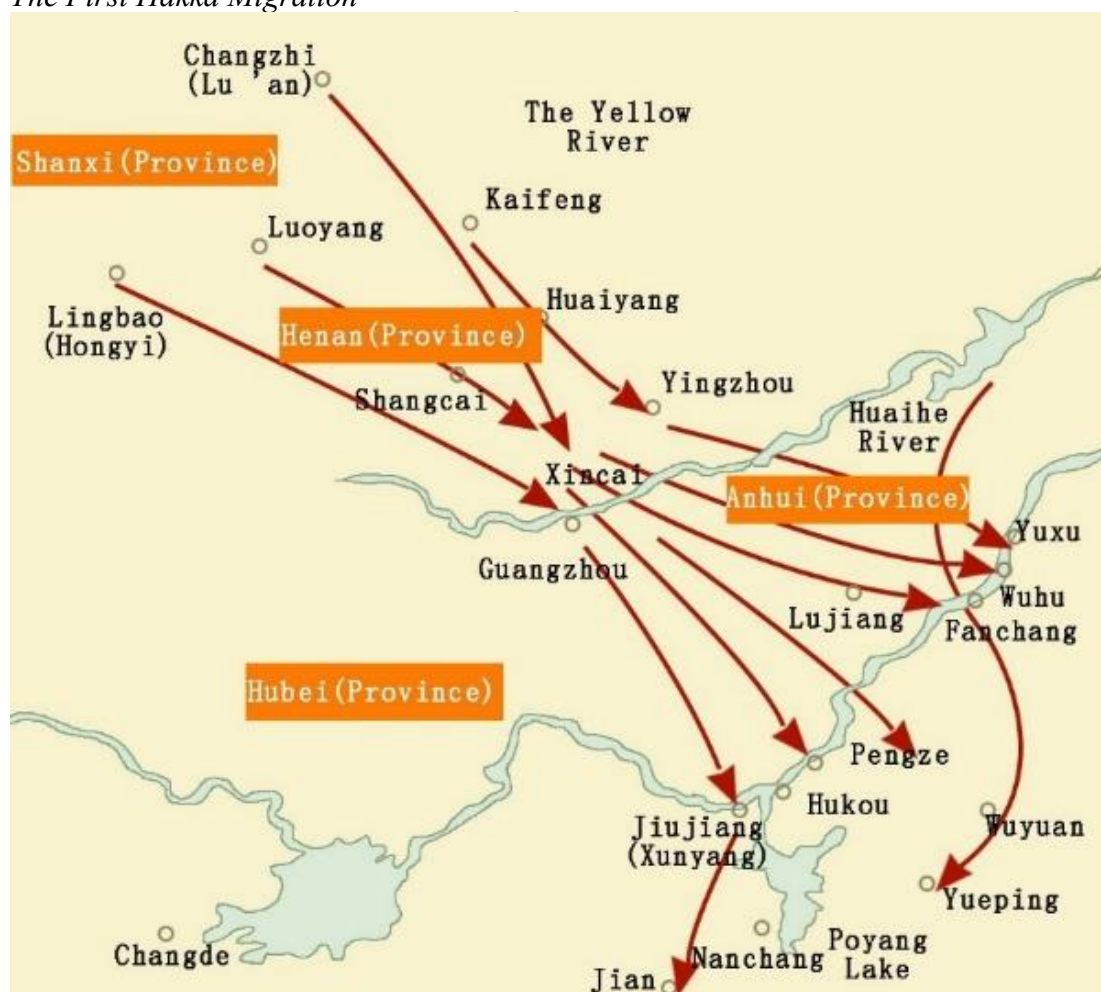 The First Hakka Migration
Changzhi
(Lu 'an)
The Yellow
River
Shanxi(Province)
Kaifeng
Luoyang
Huaiyang
Lingbao
(Hongyi)
Henan(Province)
Yingzhou
Shangcai
Huaihe
River
Xincai
Anhui(Province)
Yuxu
Guangzhou
Wuhu
Lujiang
Fanchang
Hubei(Province)
Pengze
Hukou
Jiujiang
(Xunyang)
Wuyuan
Yueping
Changde
Nanchang
Poyang
Lake
Jian